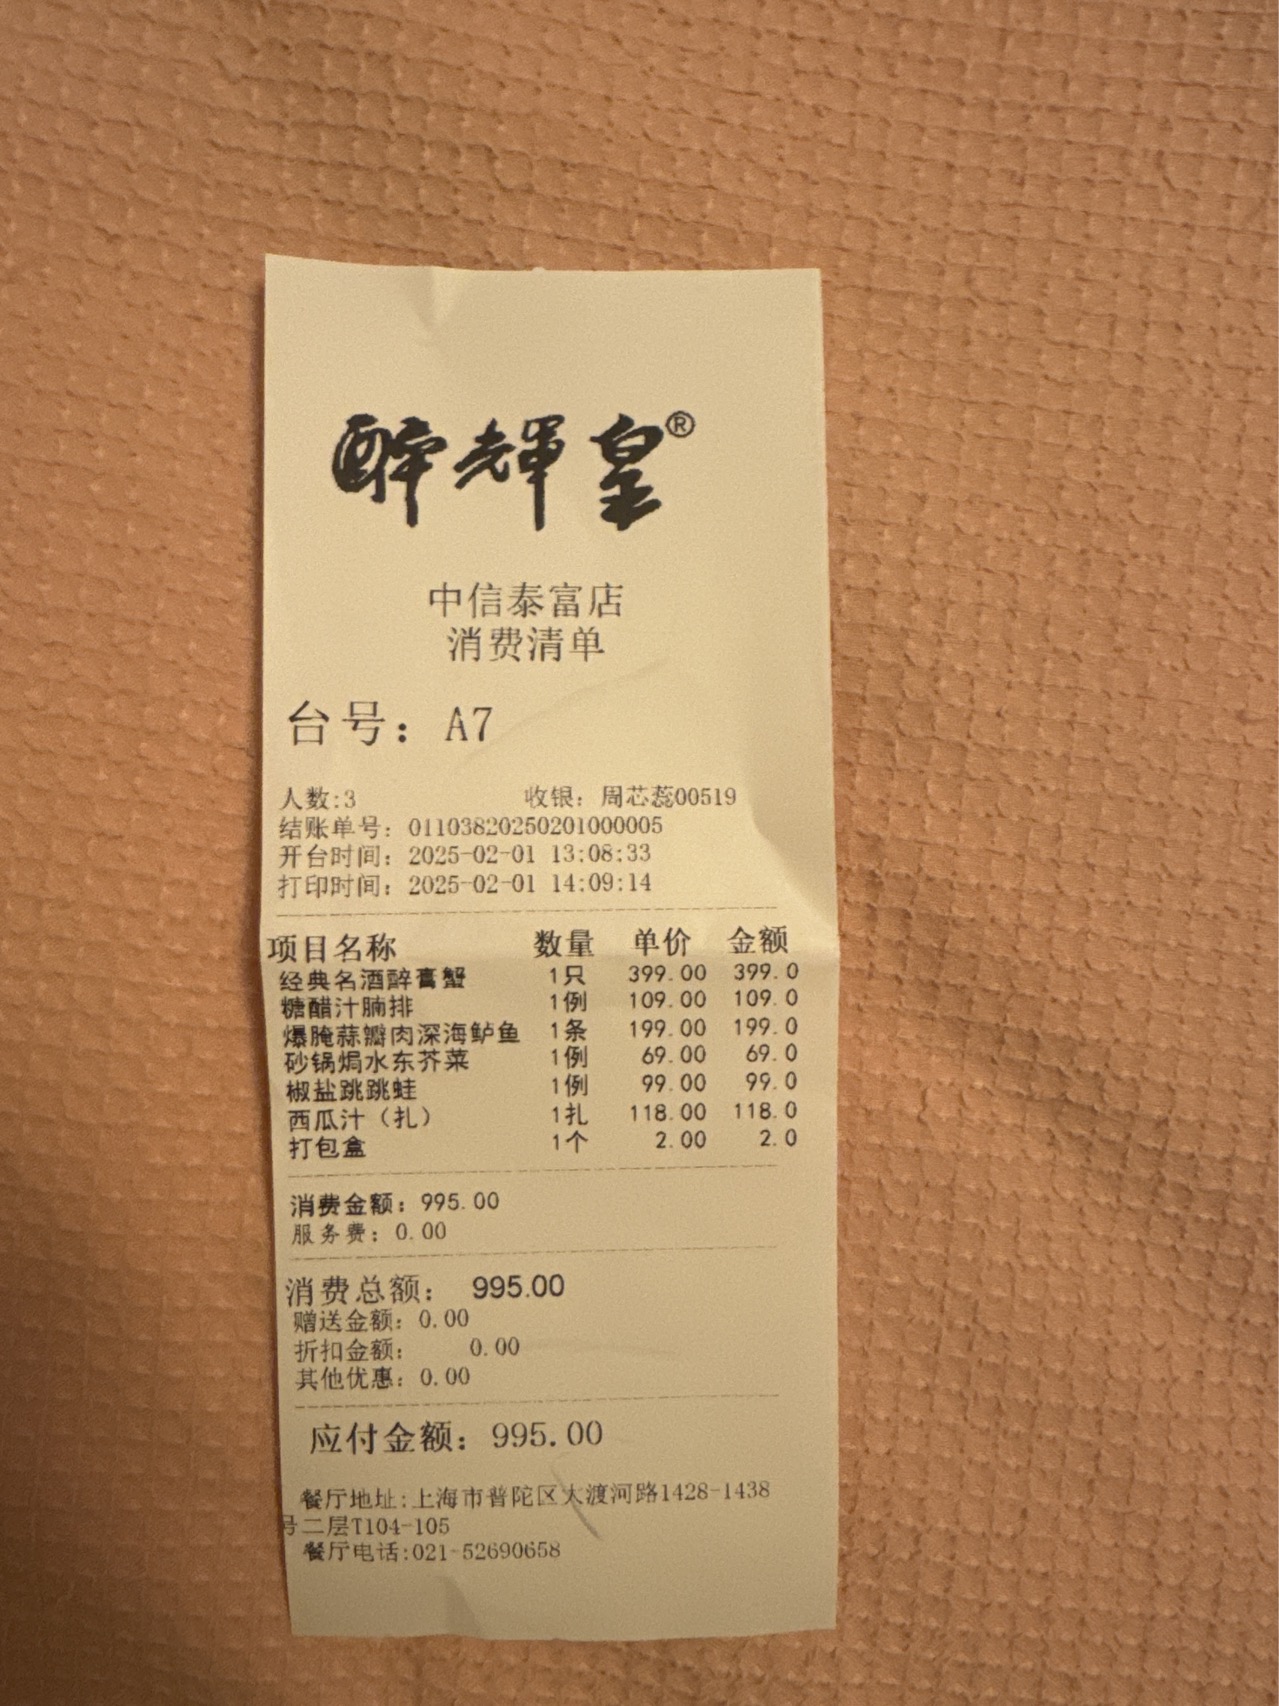 醉輝皇®
中信泰富店
消费清单
台号：A7
人数:3 收银：周芯蕊00519
结账单号：01103820250201000005
开台时间：2025-02-01 13:08:33
打印时间：2025-02-01 14:09:14
项目名称 数量 单价 金额
经典名酒醉膏蟹 1只 399.00 399.0
糖醋汁腩排 1例 109.00 109.0
爆腌蒜瓣肉深海鲈鱼 1条 199.00 199.0
砂锅焗水东芥菜 1例 69.00 69.0
椒盐跳跳蛙 1例 99.00 99.0
西瓜汁（扎） 1扎 118.00 118.0
打包盒 1个 2.00 2.0
消费金额：995.00
服务费：0.00
消费总额：995.00
赠送金额：0.00
折扣金额：0.00
其他优惠：0.00
应付金额：995.00
餐厅地址:上海市普陀区大渡河路1428-1438
号二层T104-105
餐厅电话:021-52690658